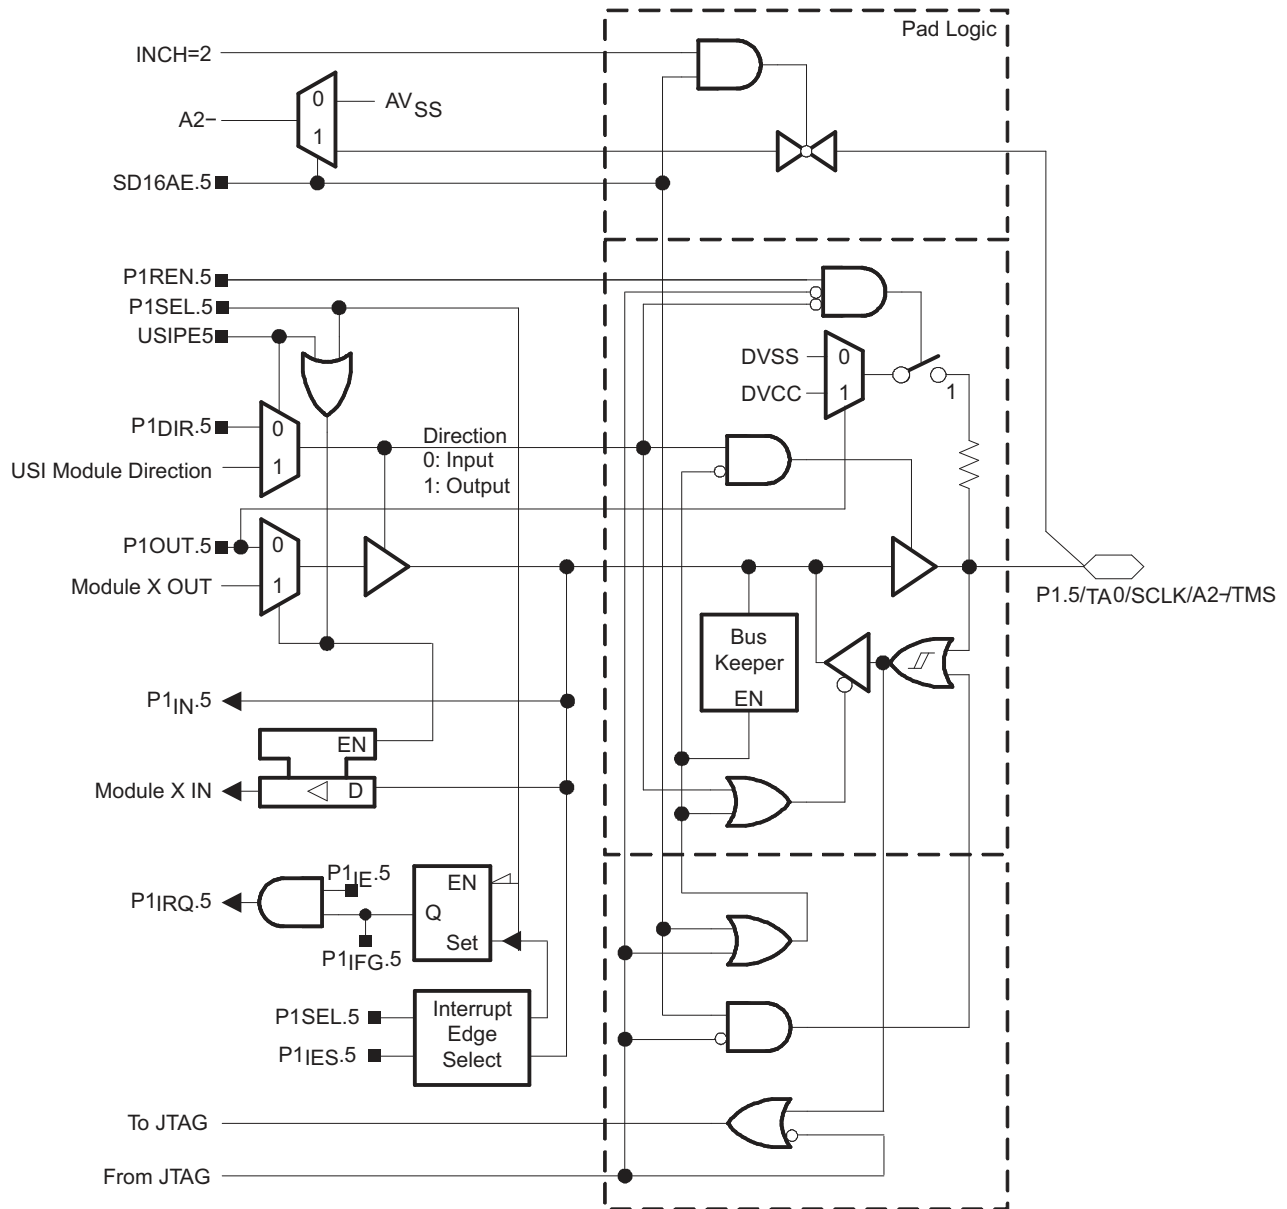 Pad Logic
INCH=2
0
AVSS
A2−
1
SD16AE.5
P1REN.5
P1SEL.5
USIPE5
DVSS
0
DVCC
1
1
P1DIR.5
0
Direction
0: Input
1: Output
USI Module Direction
1
P1OUT.5
0
Module X OUT
1
P1.5/TA0/SCLK/A2−/TMS
Bus
Keeper
EN
P1IN.5
EN
Module X IN
D
P1IE.5
EN
P1IRQ.5
Q
Set
P1IFG.5
P1SEL.5
Interrupt
Edge
Select
P1IES.5
To JTAG
From JTAG